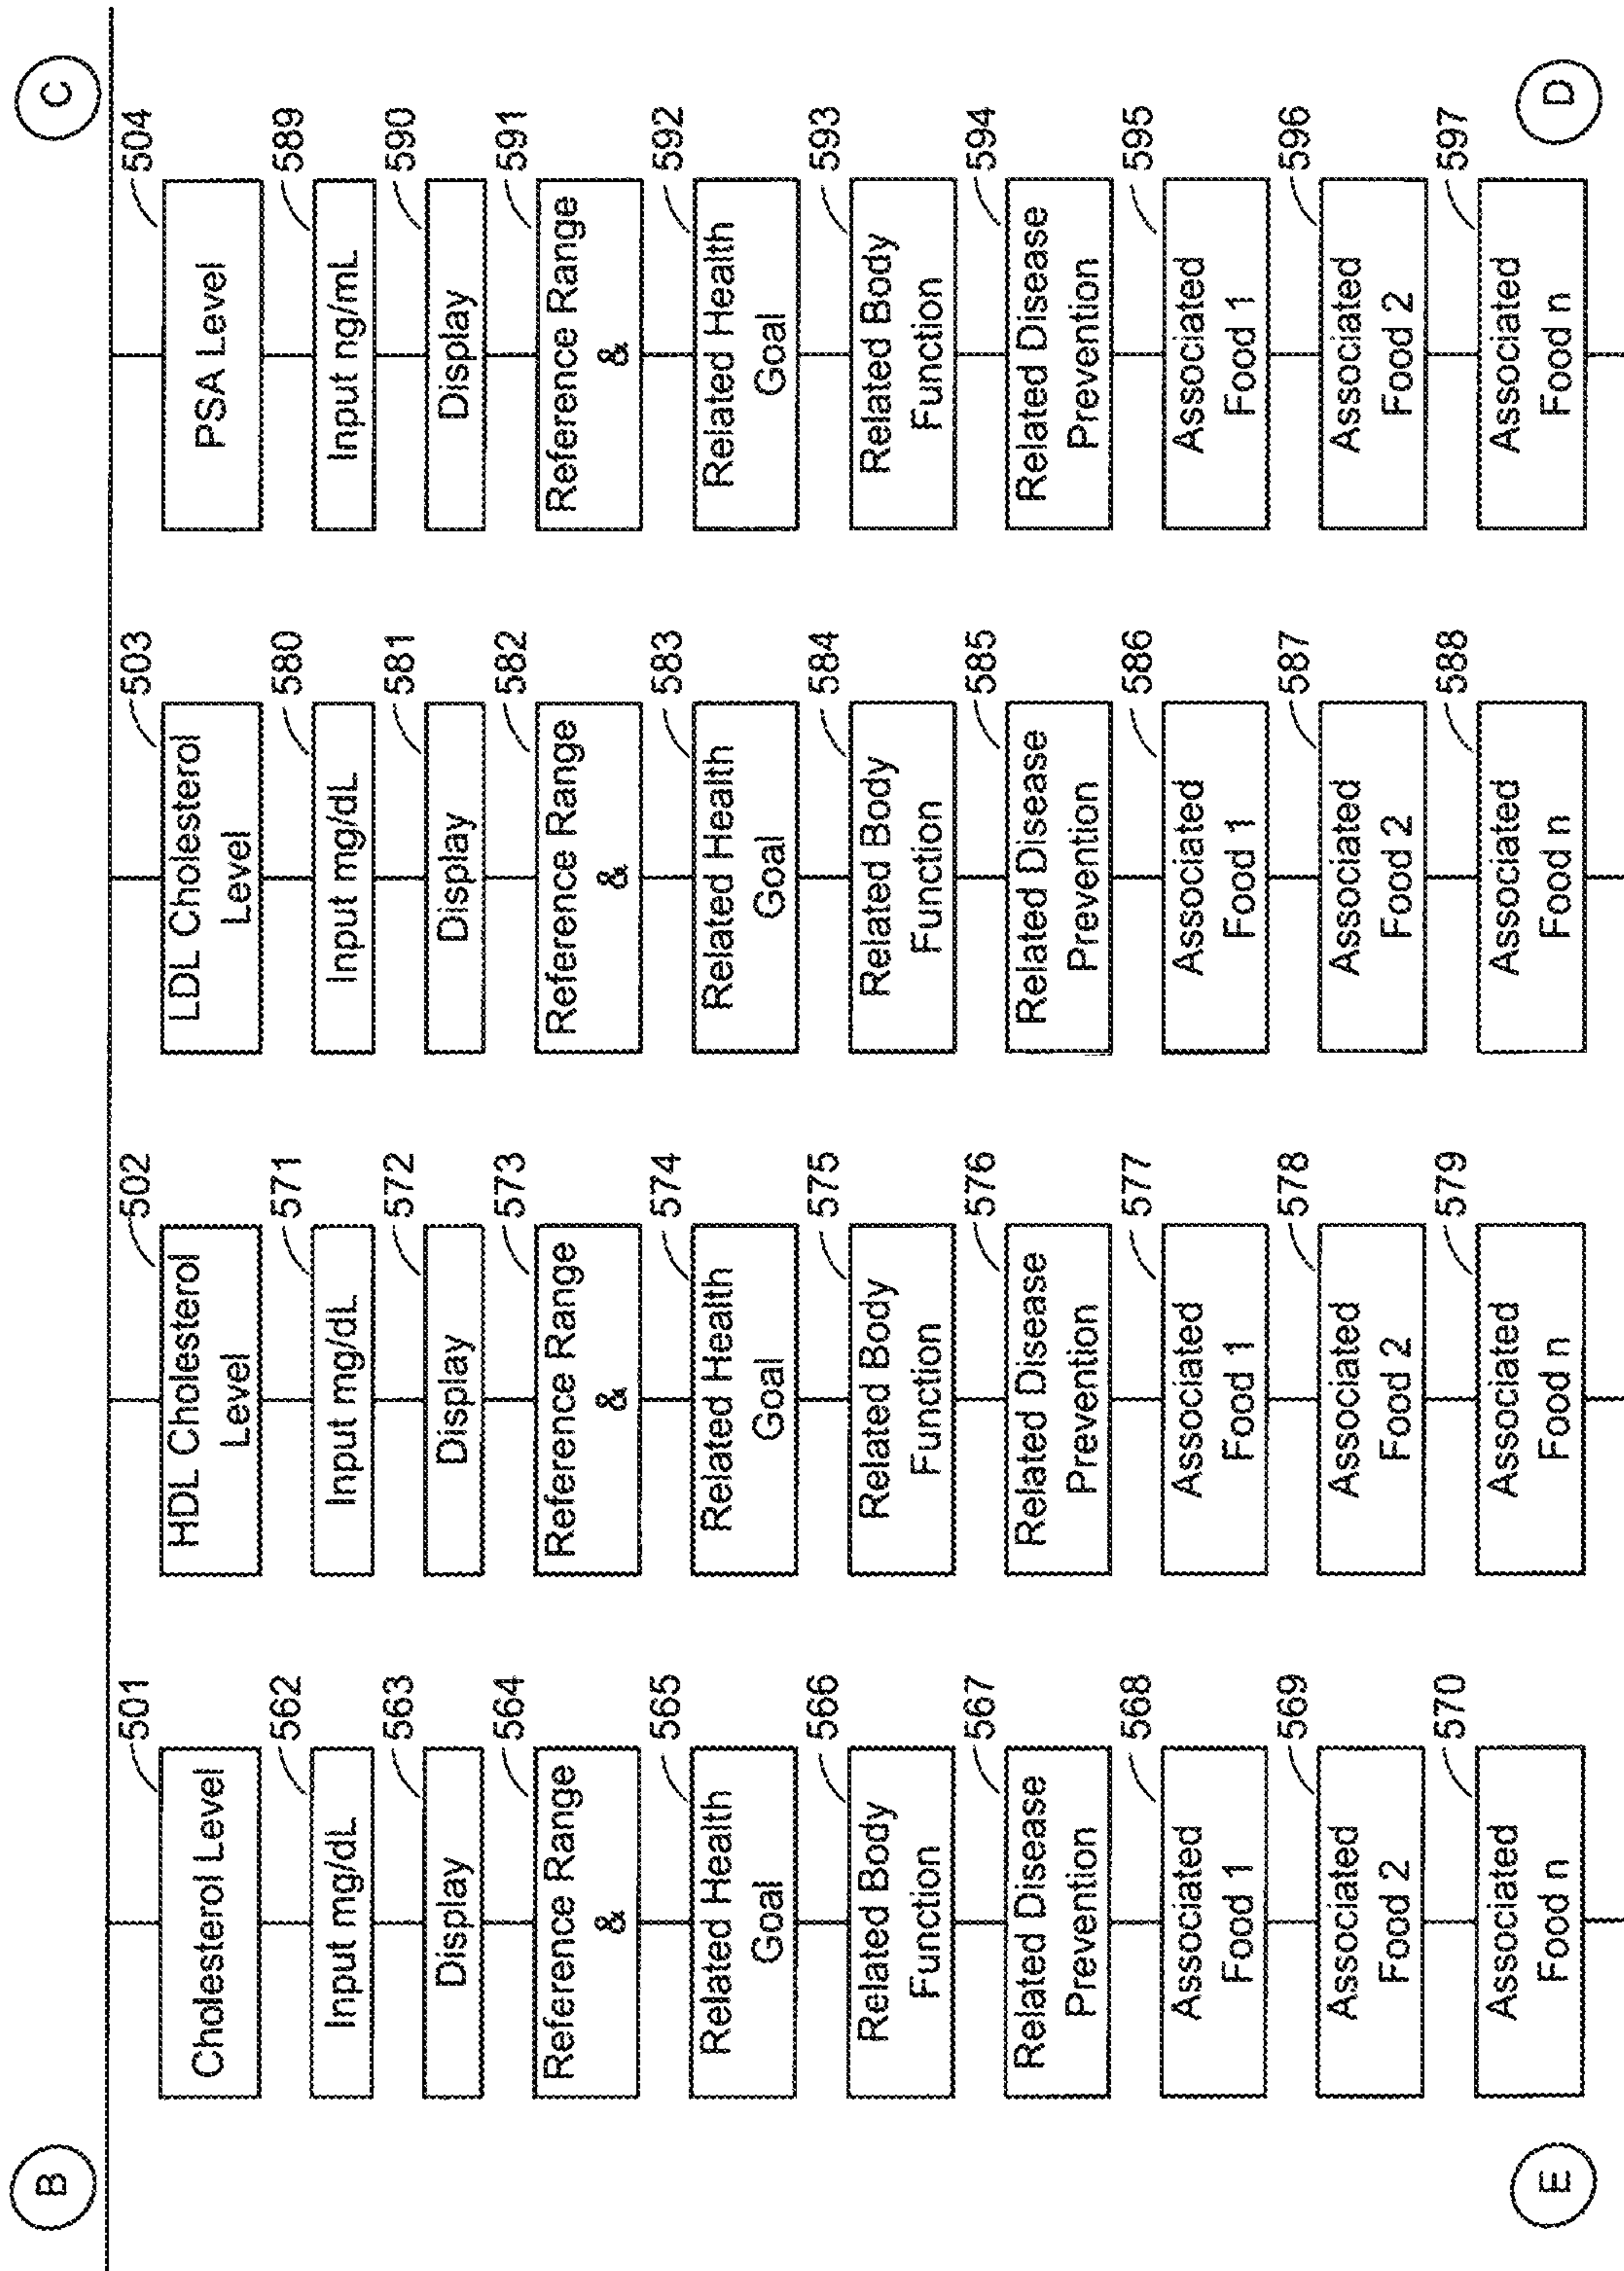 B
C
501
Cholesterol Level
562
Input mg/dL
563
Display
564
Reference Range
&
565
Related Health
Goal
566
Related Body
Function
567
Related Disease
Prevention
568
Associated
Food 1
569
Associated
Food 2
570
Associated
Food n
502
HDL Cholesterol
Level
571
Input mg/dL
572
Display
573
Reference Range
&
574
Related Health
Goal
575
Related Body
Function
576
Related Disease
Prevention
577
Associated
Food 1
578
Associated
Food 2
579
Associated
Food n
503
LDL Cholesterol
Level
580
Input mg/dL
581
Display
582
Reference Range
&
583
Related Health
Goal
584
Related Body
Function
585
Related Disease
Prevention
586
Associated
Food 1
587
Associated
Food 2
588
Associated
Food n
504
PSA Level
589
Input ng/mL
590
Display
591
Reference Range
&
592
Related Health
Goal
593
Related Body
Function
594
Related Disease
Prevention
595
Associated
Food 1
596
Associated
Food 2
597
Associated
Food n
E
D